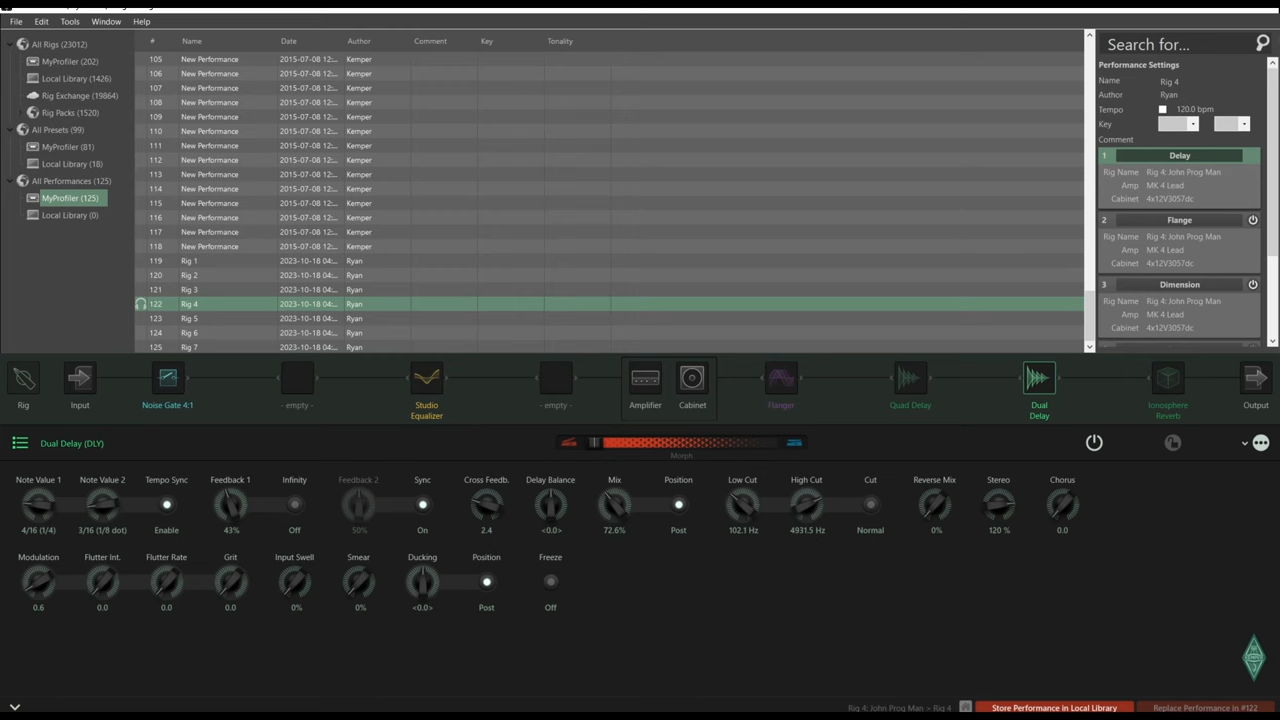 File Edit Tools Window Help
All Rigs (23012)
MyProfiler (202)
Local Library (1426)
Rig Exchange (19864)
Rig Packs (1520)
All Presets (99)
MyProfiler (81)
Local Library (18)
All Performances (125)
MyProfiler (125)
Local Library (0)
# Name Date Author Comment Key Tonality
105 New Performance 2015-07-08 12:... Kemper
106 New Performance 2015-07-08 12:... Kemper
107 New Performance 2015-07-08 12:... Kemper
108 New Performance 2015-07-08 12:... Kemper
109 New Performance 2015-07-08 12:... Kemper
110 New Performance 2015-07-08 12:... Kemper
111 New Performance 2015-07-08 12:... Kemper
112 New Performance 2015-07-08 12:... Kemper
113 New Performance 2015-07-08 12:... Kemper
114 New Performance 2015-07-08 12:... Kemper
115 New Performance 2015-07-08 12:... Kemper
116 New Performance 2015-07-08 12:... Kemper
117 New Performance 2015-07-08 12:... Kemper
118 New Performance 2015-07-08 12:... Kemper
119 Rig 1 2023-10-18 04:... Ryan
120 Rig 2 2023-10-18 04:... Ryan
121 Rig 3 2023-10-18 04:... Ryan
122 Rig 4 2023-10-18 04:... Ryan
123 Rig 5 2023-10-18 04:... Ryan
124 Rig 6 2023-10-18 04:... Ryan
125 Rig 7 2023-10-18 04:... Ryan
Search for...
Performance Settings
Name Rig 4
Author Ryan
Tempo 120.0 bpm
Key
Comment
1 Delay
Rig Name Rig 4: John Prog Man
Amp MK 4 Lead
Cabinet 4x12V3057dc
2 Flange
Rig Name Rig 4: John Prog Man
Amp MK 4 Lead
Cabinet 4x12V3057dc
3 Dimension
Rig Name Rig 4: John Prog Man
Amp MK 4 Lead
Cabinet 4x12V3057dc
Rig Input Noise Gate 4:1 - empty - Studio Equalizer - empty - Amplifier Cabinet Flanger Quad Delay Dual Delay Ionosphere Reverb Output
Dual Delay (DLY)
Morph
Note Value 1 Note Value 2 Tempo Sync Feedback 1 Infinity Feedback 2 Sync Cross Feedb. Delay Balance Mix Position Low Cut High Cut Cut Reverse Mix Stereo Chorus
4/16 (1/4) 3/16 (1/8 dot) Enable 43% Off 50% On 2.4 <0.0> 72.6% Post 102.1 Hz 4931.5 Hz Normal 0% 120 % 0.0
Modulation Flutter Int. Flutter Rate Grit Input Swell Smear Ducking Position Freeze
0.6 0.0 0.0 0.0 0% 0% <0.0> Post Off
Rig 4: John Prog Man > Rig 4 Store Performance in Local Library Replace Performance in #122